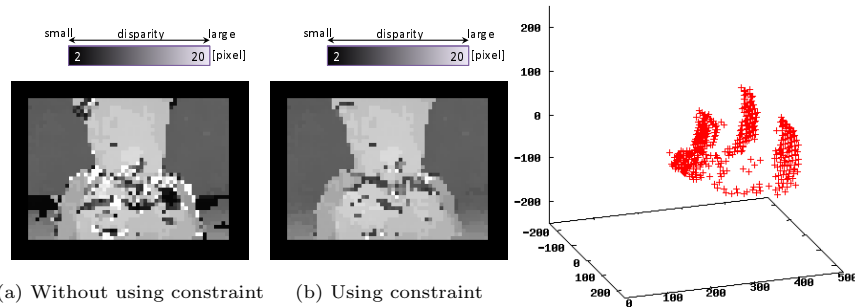 small disparity large
2 20 [pixel]
small disparity large
2 20 [pixel]
(a) Without using constraint
(b) Using constraint
200
100
0
-100
-200
-200
-100
0
100
200
0
100
200
300
400
500